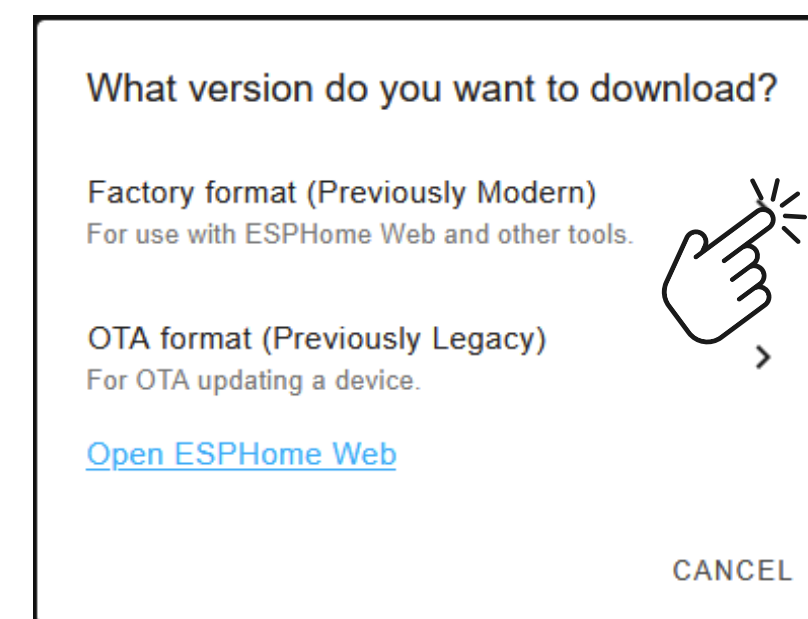 What version do you want to download?
Factory format (Previously Modern)
For use with ESPHome Web and other tools.
OTA format (Previously Legacy)
For OTA updating a device.
Open ESPHome Web
CANCEL